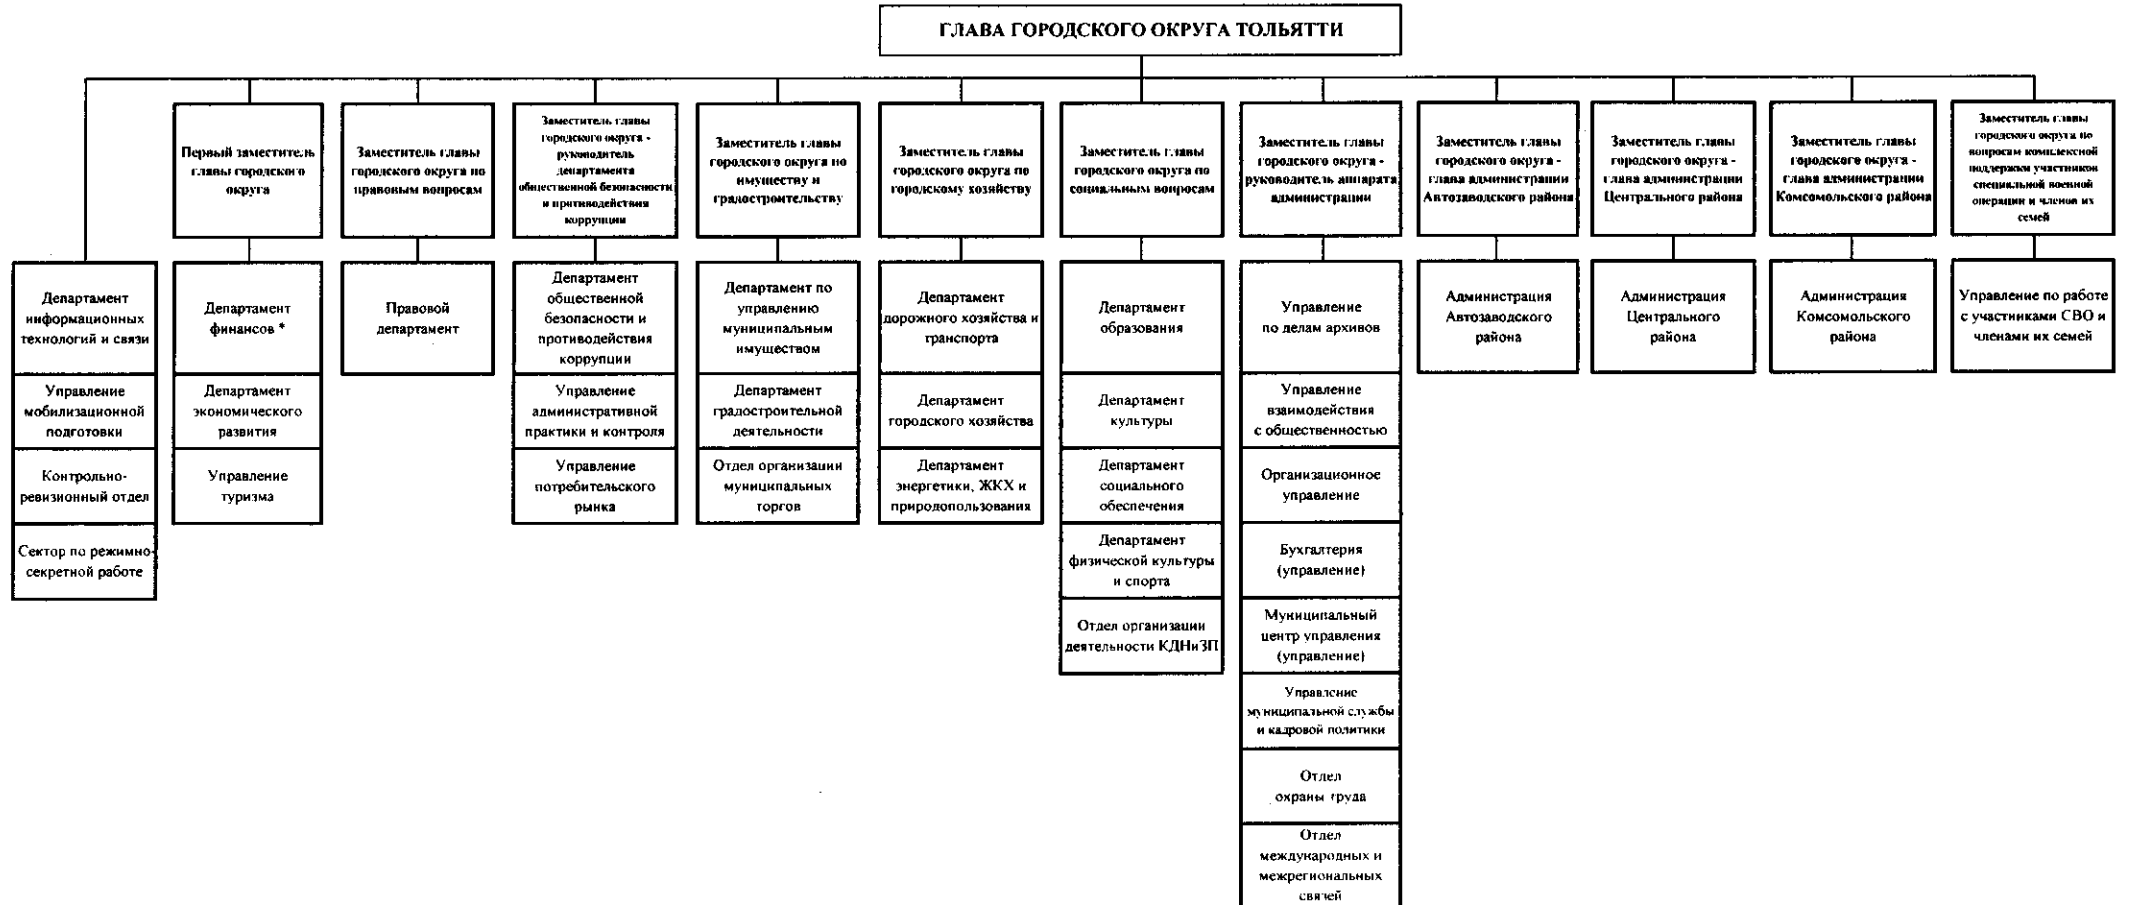 ГЛАВА ГОРОДСКОГО ОКРУГА ТОЛЬЯТТИ
Первый заместитель
главы городского
округа
Заместитель главы
городского округа по
правовым вопросам
Заместитель главы
городского округа -
руководитель
департамента
общественной безопасности
и противодействия
коррупции
Заместитель главы
городского округа по
имуществу и
градостроительству
Заместитель главы
городского округа по
городскому хозяйству
Заместитель главы
городского округа по
социальным вопросам
Заместитель главы
городского округа -
руководитель аппарата
администрации
Заместитель главы
городского округа -
глава администрации
Автозаводского района
Заместитель главы
городского округа -
глава администрации
Центрального района
Заместитель главы
городского округа -
глава администрации
Комсомольского района
Заместитель главы
городского округа по
вопросам комплексной
поддержки участников
специальной военной
операции и членов их
семей
Департамент
информационных
технологий и связи
Управление
мобилизационной
подготовки
Контрольно-
ревизионный отдел
Сектор по режимно-
секретной работе
Департамент
финансов *
Департамент
экономического
развития
Управление
туризма
Правовой
департамент
Департамент
общественной
безопасности и
противодействия
коррупции
Управление
административной
практики и контроля
Управление
потребительского
рынка
Департамент по
управлению
муниципальным
имуществом
Департамент
градостроительной
деятельности
Отдел организации
муниципальных
торгов
Департамент
дорожного хозяйства и
транспорта
Департамент
городского хозяйства
Департамент
энергетики, ЖКХ и
природопользования
Департамент
образования
Департамент
культуры
Департамент
социального
обеспечения
Департамент
физической культуры
и спорта
Отдел организации
деятельности КДНиЗП
Управление
по делам архивов
Управление
взаимодействия
с общественностью
Организационное
управление
Бухгалтерия
(управление)
Муниципальный
центр управления
(управление)
Управление
муниципальной службы
и кадровой политики
Отдел
охраны труда
Отдел
международных и
межрегиональных
связей
Администрация
Автозаводского
района
Администрация
Центрального
района
Администрация
Комсомольского
района
Управление по работе
с участниками СВО и
членами их семей